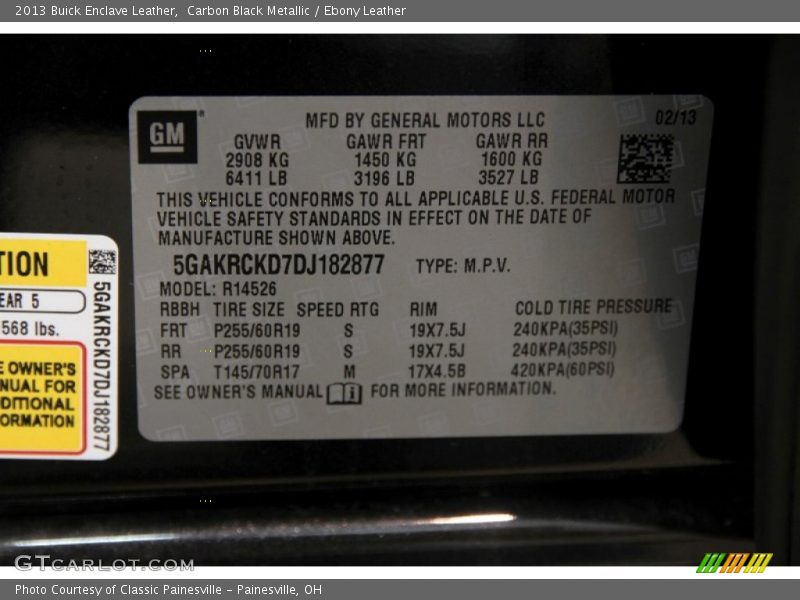 2013 Buick Enclave Leather, Carbon Black Metallic / Ebony Leather
GM
MFD BY GENERAL MOTORS LLC 02/13
GVWR GAWR FRT GAWR RR
2908 KG 1450 KG 1600 KG
6411 LB 3196 LB 3527 LB
THIS VEHICLE CONFORMS TO ALL APPLICABLE U.S. FEDERAL MOTOR
VEHICLE SAFETY STANDARDS IN EFFECT ON THE DATE OF
MANUFACTURE SHOWN ABOVE.
5GAKRCKD7DJ182877 TYPE: M.P.V.
MODEL: R14526
RBBH TIRE SIZE SPEED RTG RIM COLD TIRE PRESSURE
FRT P255/60R19 S 19X7.5J 240KPA(35PSI)
RR P255/60R19 S 19X7.5J 240KPA(35PSI)
SPA T145/70R17 M 17X4.5B 420KPA(60PSI)
SEE OWNER'S MANUAL i FOR MORE INFORMATION.
TION
EAR 5
568 lbs.
E OWNER'S
NUAL FOR
DITIONAL
ORMATION
5GAKRCKD7DJ182877
GTCARLOT.COM
Photo Courtesy of Classic Painesville - Painesville, OH